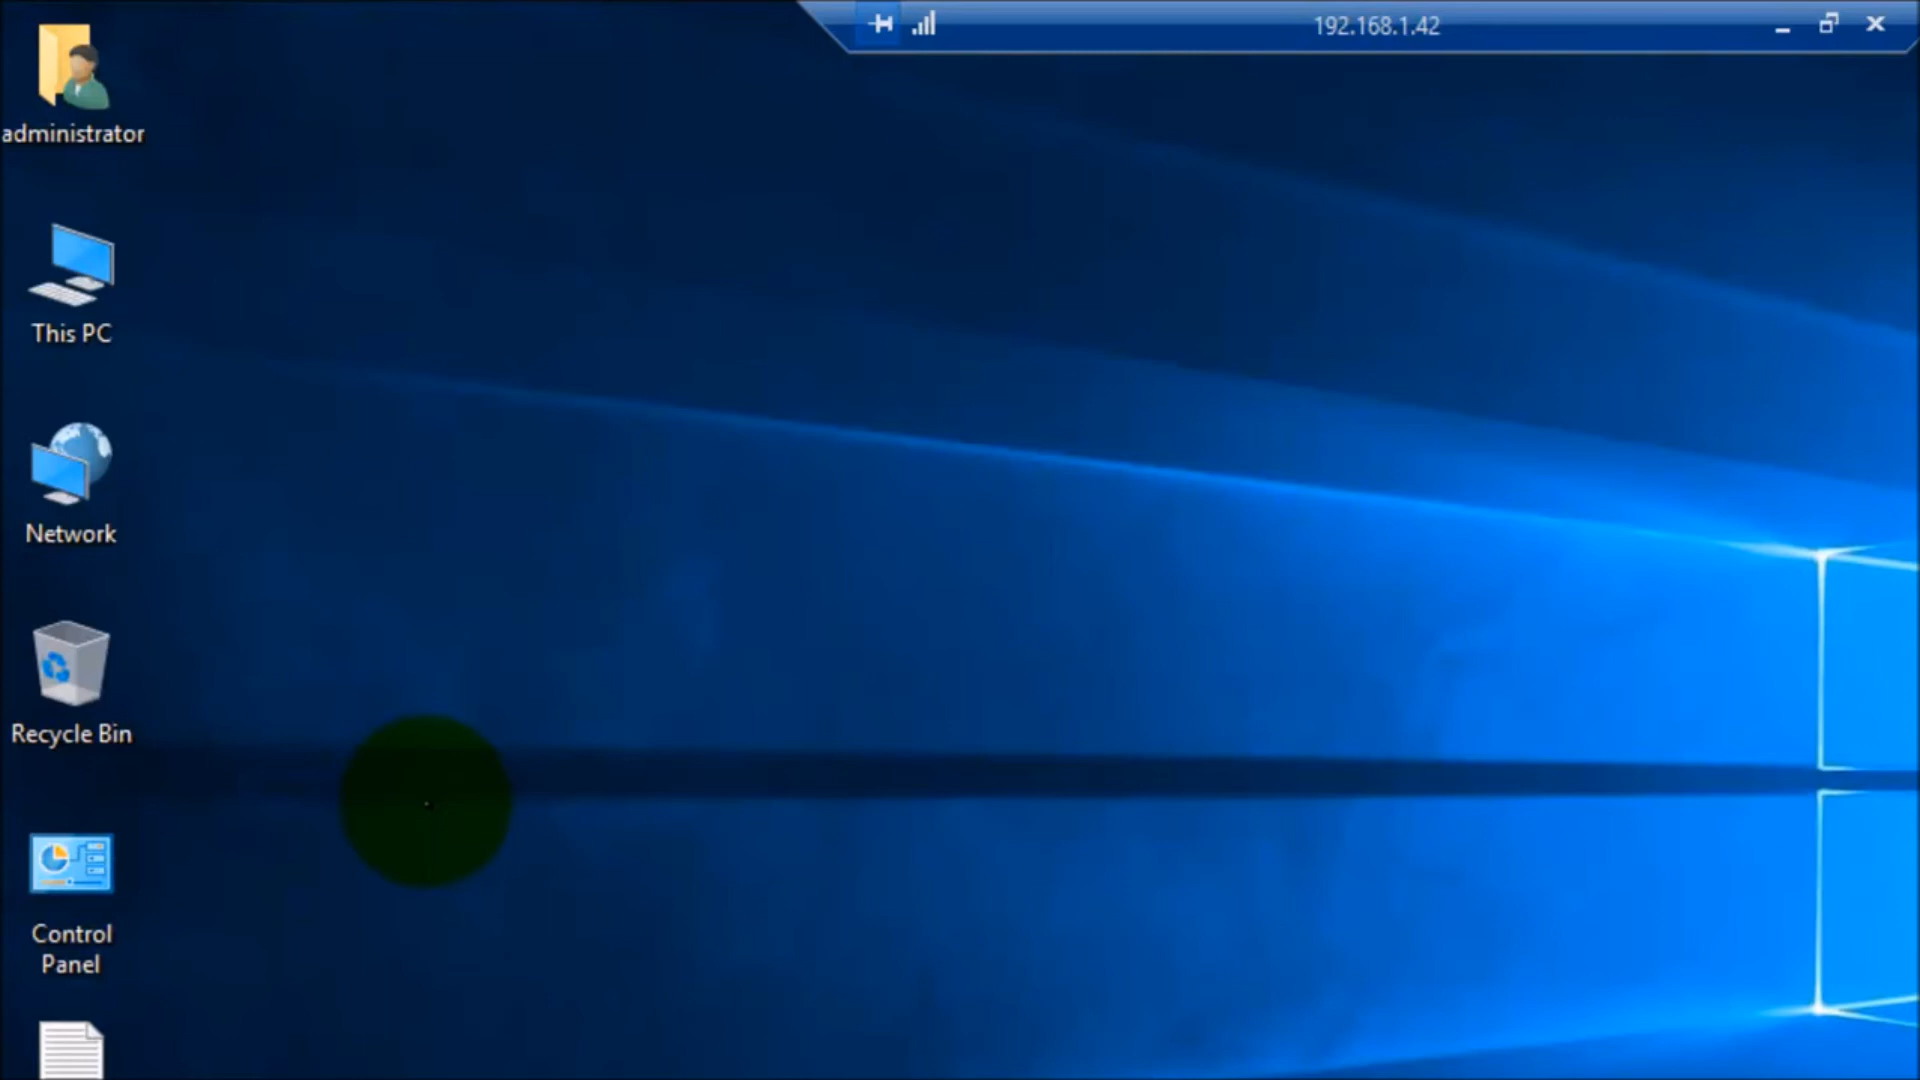 192.168.1.42
administrator
This PC
Network
Recycle Bin
Control
Panel